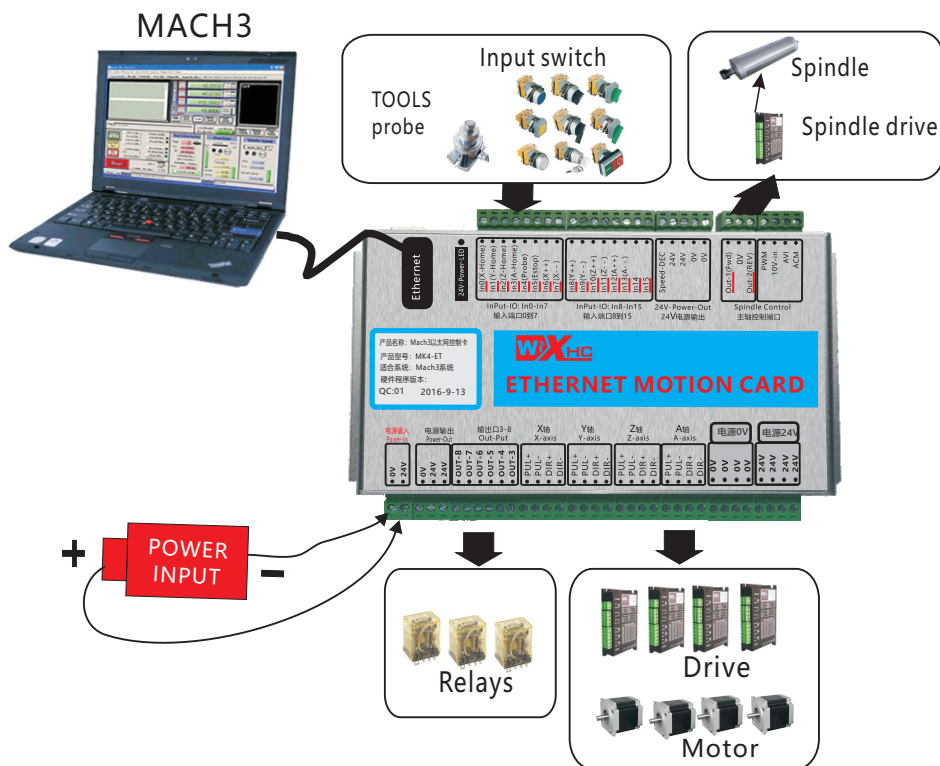 MACH3
Input switch
TOOLS
probe
Spindle
Spindle drive
Ethernet
24V-Power-LED
In0(X-Home)
In1(Y-Home)
In2(Z-Home)
In3(A-Home)
In4(Probe)
In5(Estop)
In6(X++)
In7(X--)
InPut-IO: In0-In7
输入端口0到7
In8(Y++)
In9(Y--)
In10(Z++)
In11(Z--)
In12(A++)
In13(A--)
In14
In15
InPut-IO: In8-In15
输入端口8到15
Speed-DEC
24V
24V
0V
0V
24V-Power-Out
24V电源输出
Out-1(Fwd)
0V
Out-2(REV)
PWM
10V-in
AVI
ACM
Spindle Control
主轴控制端口
产品名称: Mach3以太网控制卡
产品型号: MK4-ET
适合系统: Mach3系统
硬件程序版本:
QC:01 2016-9-13
WiXHC
ETHERNET MOTION CARD
电源输入
Power-In
0V
24V
电源输出
Power-Out
0V
24V
24V
输出口3-8
Out-Put
OUT-8
OUT-7
OUT-6
OUT-5
OUT-4
OUT-3
X轴
X-axis
PUL+
PUL-
DIR+
DIR-
Y轴
Y-axis
PUL+
PUL-
DIR+
DIR-
Z轴
Z-axis
PUL+
PUL-
DIR+
DIR-
A轴
A-axis
PUL+
PUL-
DIR+
DIR-
电源0V
0V
0V
0V
0V
电源24V
24V
24V
24V
24V
+
POWER
INPUT
-
Relays
Drive
Motor